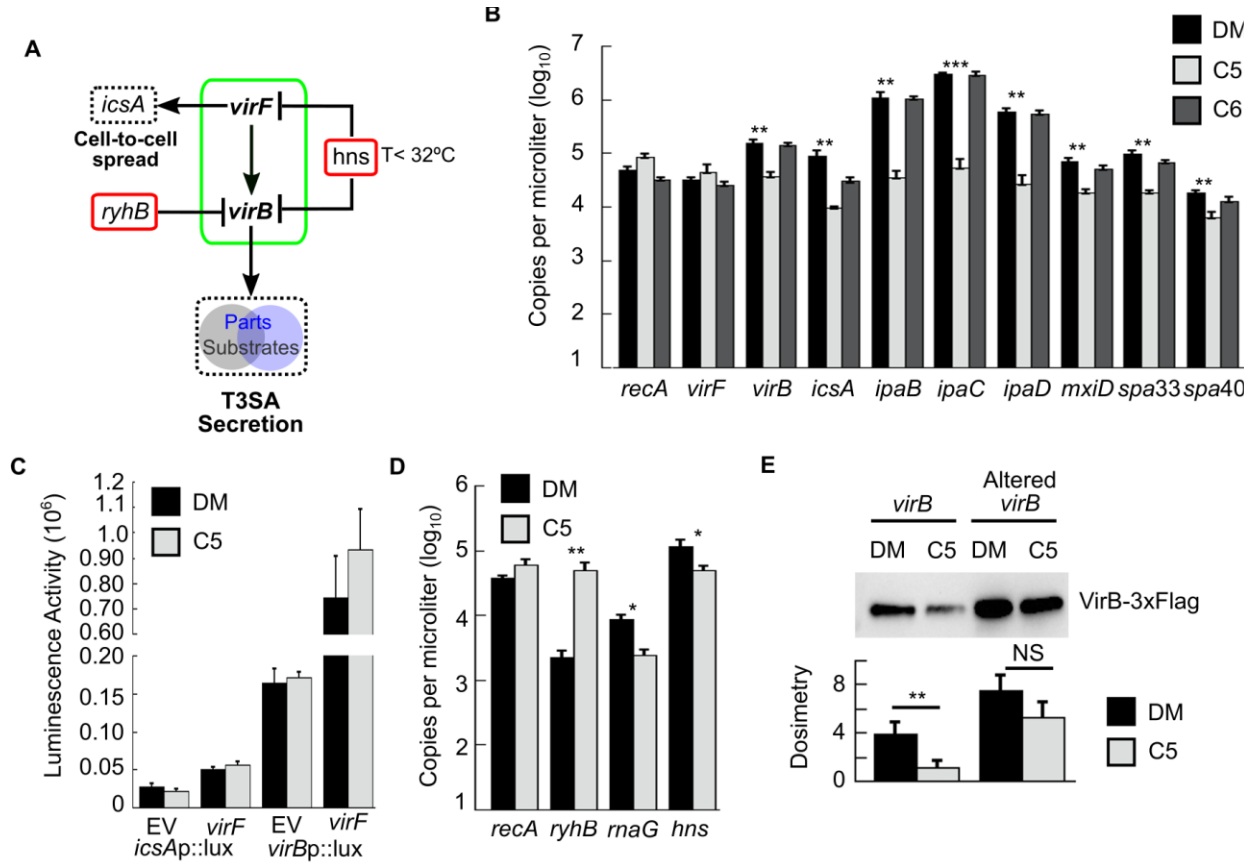 A
icsA
virF
Cell-to-cell
spread
hns
T< 32ºC
ryhB
virB
Parts
Substrates
T3SA
Secretion
B
Copies per microliter (log10)
7
6
5
4
3
2
1
** ** ** *** ** ** ** **
DM
C5
C6
recA virF virB icsA ipaB ipaC ipaD mxiD spa33 spa40
C
Luminescence Activity (10⁶)
1.2
1.1
1.0
0.90
0.80
0.70
0.60
0.20
0.15
0.10
0.05
0
DM
C5
EV virF EV virF
icsAp::lux virBp::lux
D
Copies per microliter (log10)
6
5
4
3
2
1
DM
C5
** * *
recA ryhB rnaG hns
E
virB
Altered
virB
DM C5 DM C5
VirB-3xFlag
Dosimetry
8
4
0
**
NS
DM
C5